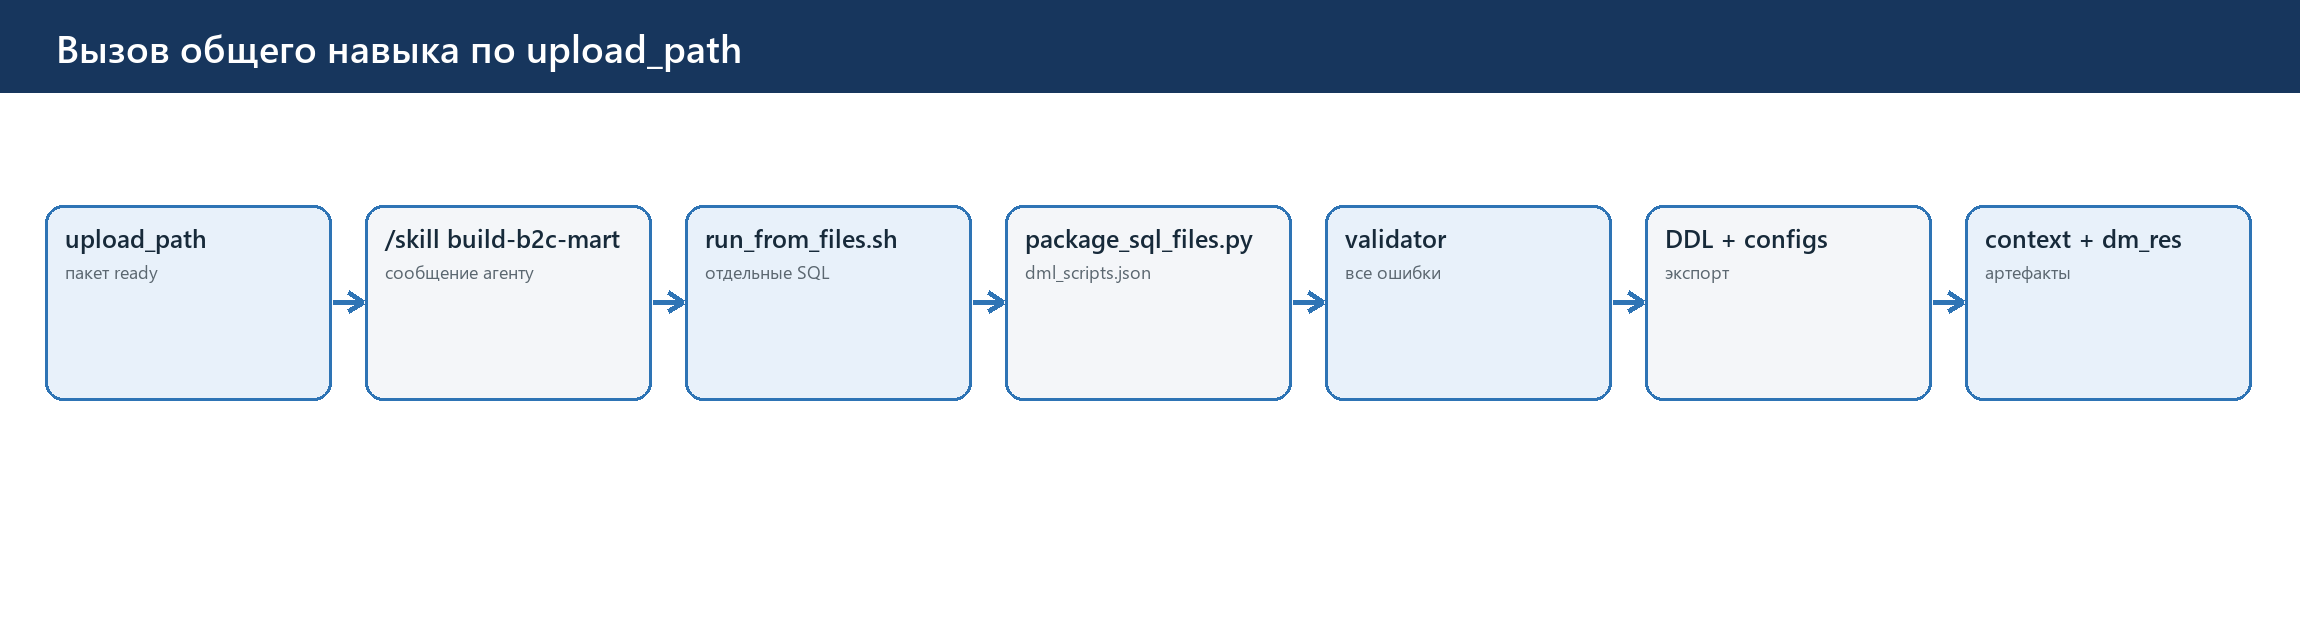 Вызов общего навыка по upload_path
upload_path
пакет ready
/skill build-b2c-mart
сообщение агенту
run_from_files.sh
отдельные SQL
package_sql_files.py
dml_scripts.json
validator
все ошибки
DDL + configs
экспорт
context + dm_res
артефакты